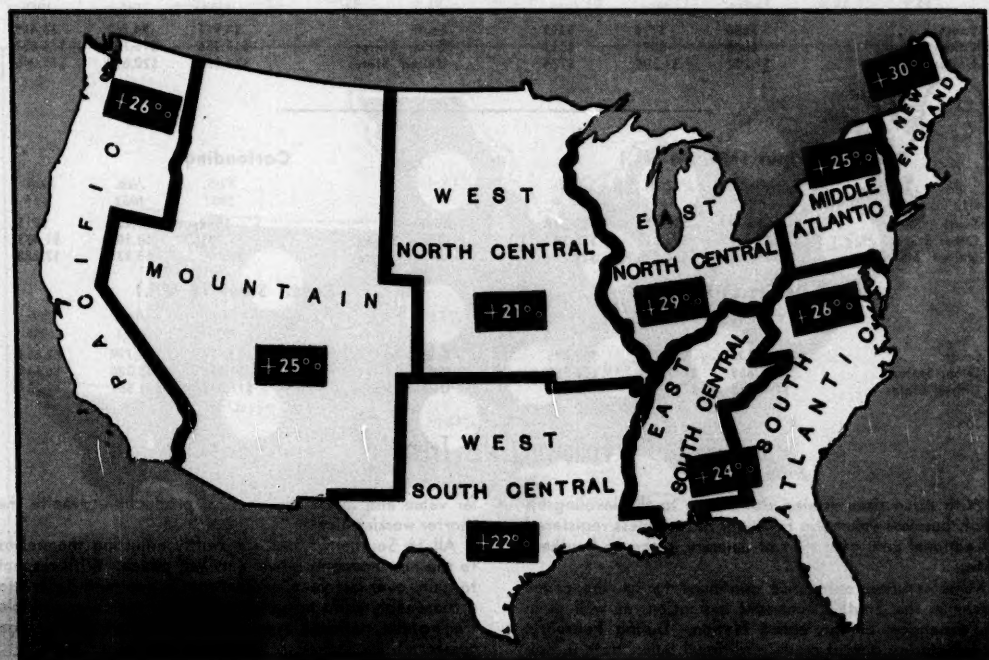 +30%
NEW
ENGLAND
+26%
PACIFIC
+25%
MIDDLE
ATLANTIC
WEST
NORTH CENTRAL
+21%
EAST
NORTH CENTRAL
+29%
MOUNTAIN
+25%
+26%
SOUTH
ATLANTIC
EAST
SOUTH CENTRAL
+24%
WEST
SOUTH CENTRAL
+22%